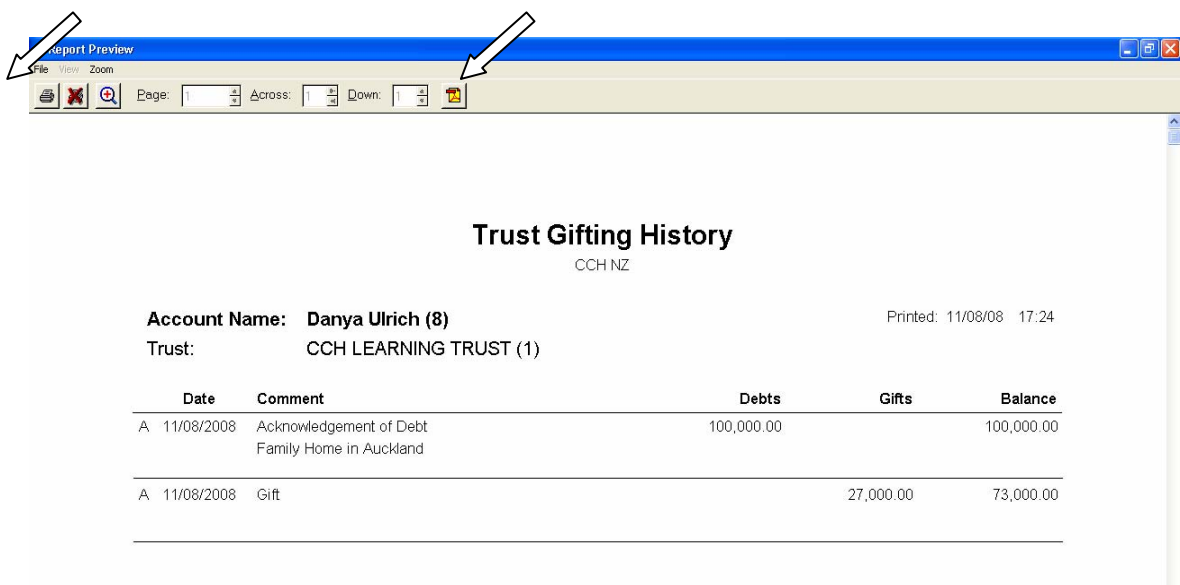 Report Preview
File View Zoom
Page: 1 Across: 1 Down: 1
Trust Gifting History
CCH NZ
Account Name: Danya Ulrich (8) Printed: 11/08/08 17:24
Trust: CCH LEARNING TRUST (1)
Date Comment Debts Gifts Balance
A 11/08/2008 Acknowledgement of Debt 100,000.00 100,000.00
Family Home in Auckland
A 11/08/2008 Gift 27,000.00 73,000.00